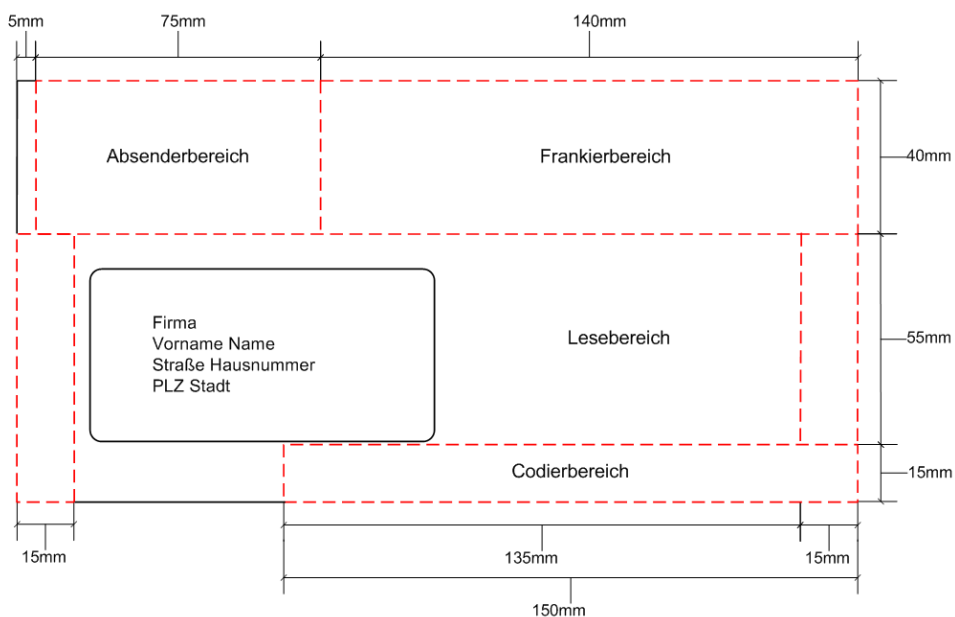 5mm
75mm
140mm
Absenderbereich
Frankierbereich
40mm
Firma
Vorname Name
Straße Hausnummer
PLZ Stadt
Lesebereich
55mm
Codierbereich
15mm
15mm
135mm
15mm
150mm